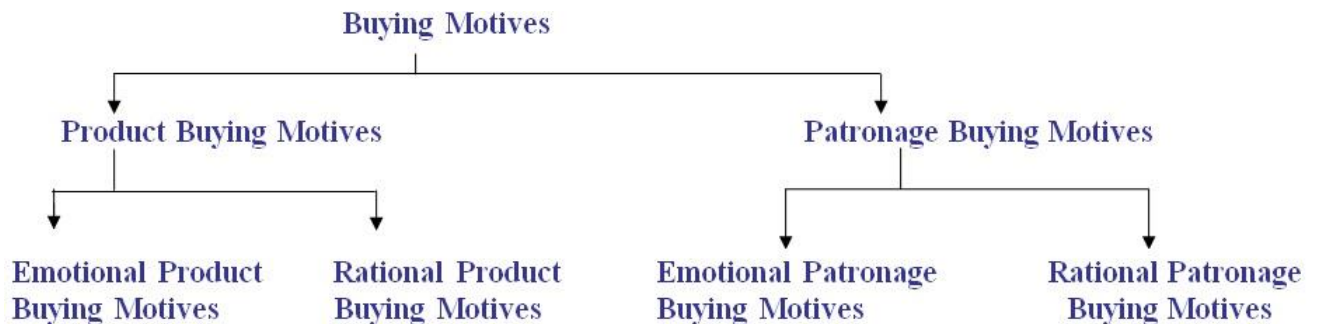 Buying Motives
Product Buying Motives
Patronage Buying Motives
Emotional Product
Buying Motives
Rational Product
Buying Motives
Emotional Patronage
Buying Motives
Rational Patronage
Buying Motives